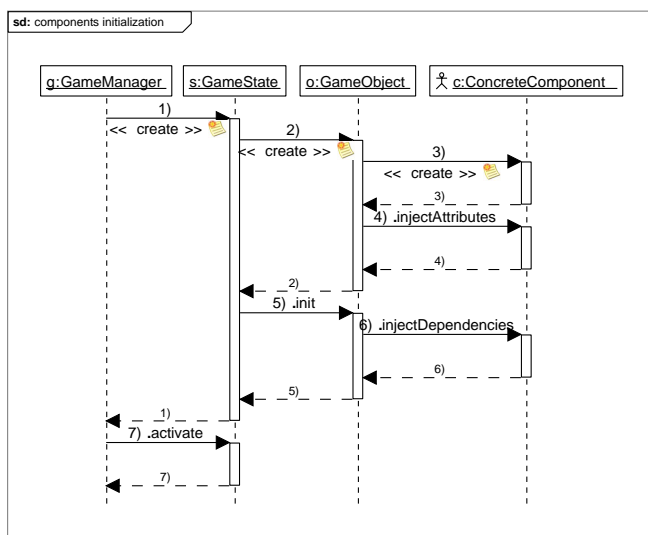 sd: components initialization
g:GameManager
s:GameState
o:GameObject
c:ConcreteComponent
1)
<< create >>
2)
<< create >>
3)
<< create >>
3)
4) .injectAttributes
4)
2)
5) .init
6) .injectDependencies
6)
5)
1)
7) .activate
7)